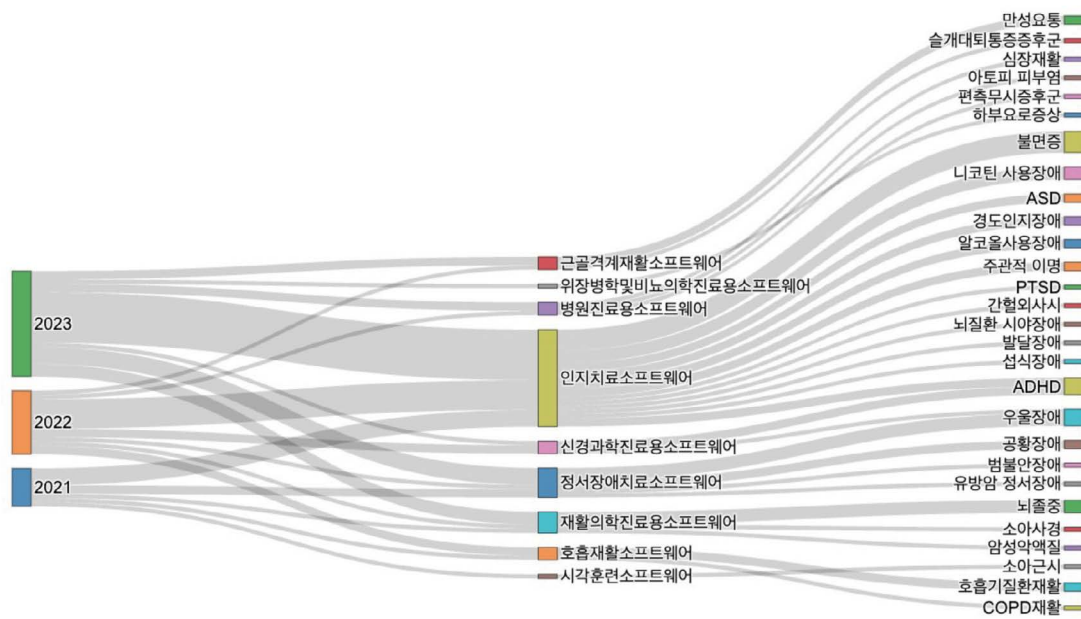 2023
2022
2021
근골격계재활소프트웨어
위장병학및비뇨의학진료용소프트웨어
병원진료용소프트웨어
인지치료소프트웨어
신경과학진료용소프트웨어
정서장애치료소프트웨어
재활의학진료용소프트웨어
호흡재활소프트웨어
시각훈련소프트웨어
만성요통
슬개대퇴통증증후군
심장재활
아토피 피부염
편측무시증후군
하부요로증상
불면증
니코틴 사용장애
ASD
경도인지장애
알코올사용장애
주관적 이명
PTSD
간헐외사시
뇌질환 시야장애
발달장애
섭식장애
ADHD
우울장애
공황장애
범불안장애
유방암 정서장애
뇌졸중
소아사경
암성악액질
소아근시
호흡기질환재활
COPD재활